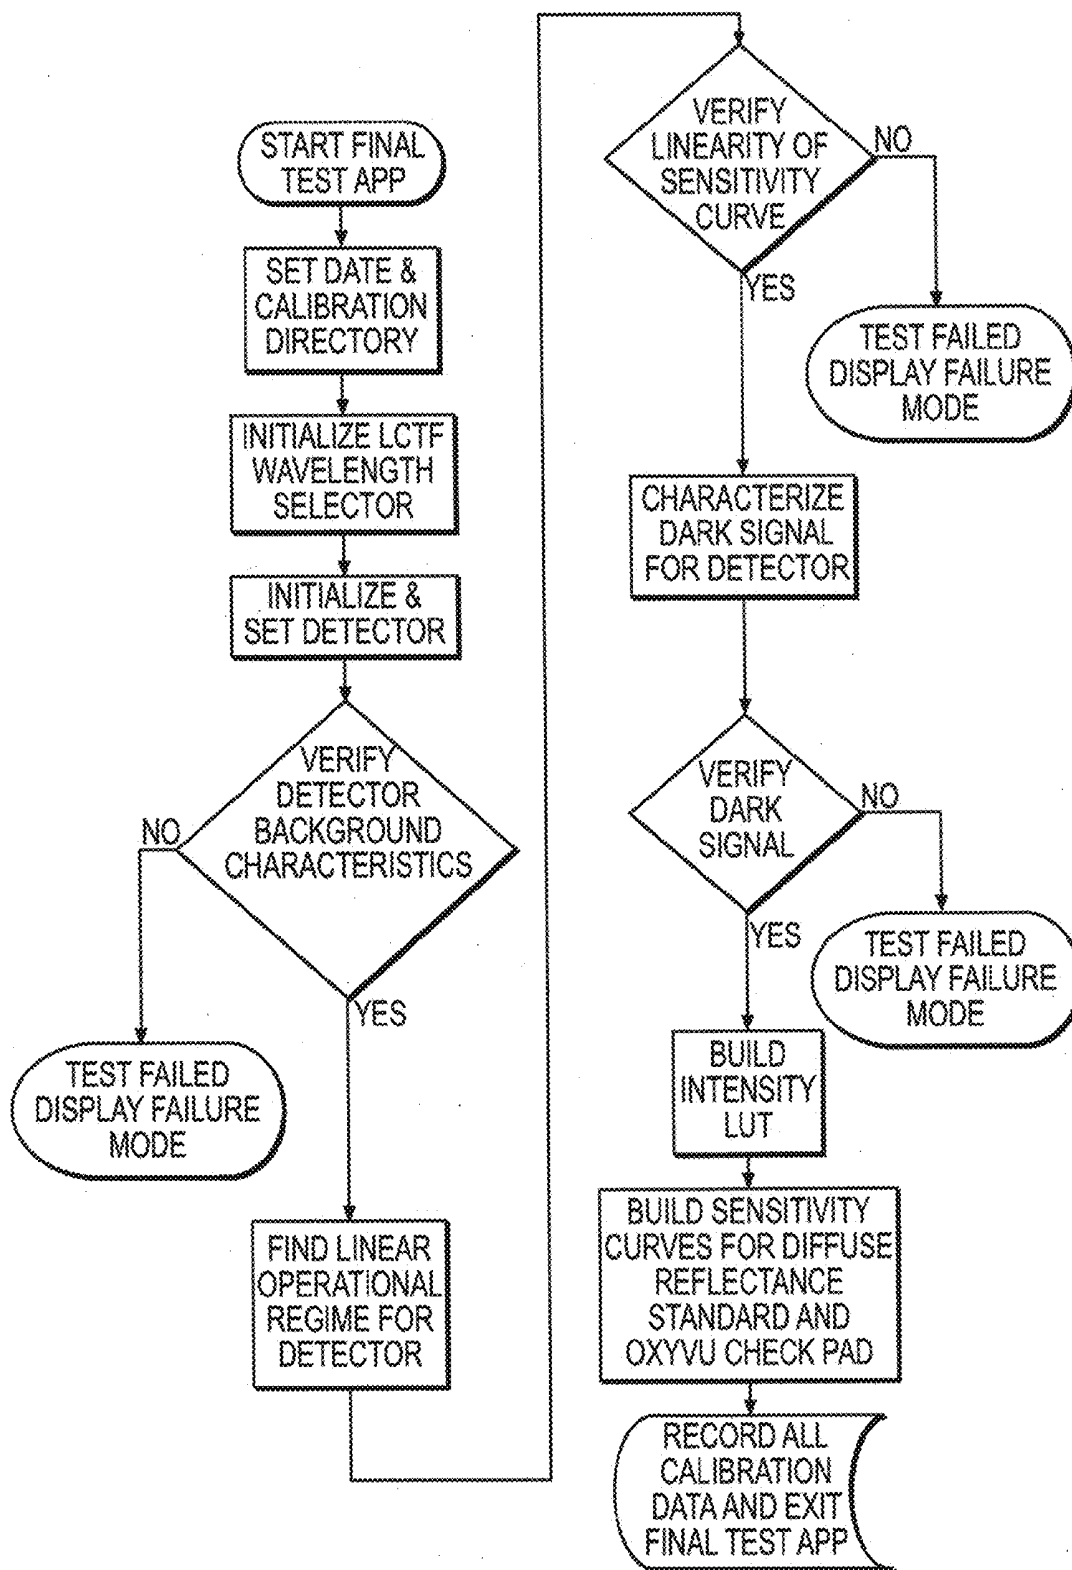 START FINAL
TEST APP
SET DATE &
CALIBRATION
DIRECTORY
INITIALIZE LCTF
WAVELENGTH
SELECTOR
INITIALIZE &
SET DETECTOR
VERIFY
DETECTOR
BACKGROUND
CHARACTERISTICS
NO
YES
TEST FAILED
DISPLAY FAILURE
MODE
FIND LINEAR
OPERATIONAL
REGIME FOR
DETECTOR
VERIFY
LINEARITY OF
SENSITIVITY
CURVE
NO
YES
TEST FAILED
DISPLAY FAILURE
MODE
CHARACTERIZE
DARK SIGNAL
FOR DETECTOR
VERIFY
DARK
SIGNAL
NO
YES
TEST FAILED
DISPLAY FAILURE
MODE
BUILD
INTENSITY
LUT
BUILD SENSITIVITY
CURVES FOR DIFFUSE
REFLECTANCE
STANDARD AND
OXYVU CHECK PAD
RECORD ALL
CALIBRATION
DATA AND EXIT
FINAL TEST APP